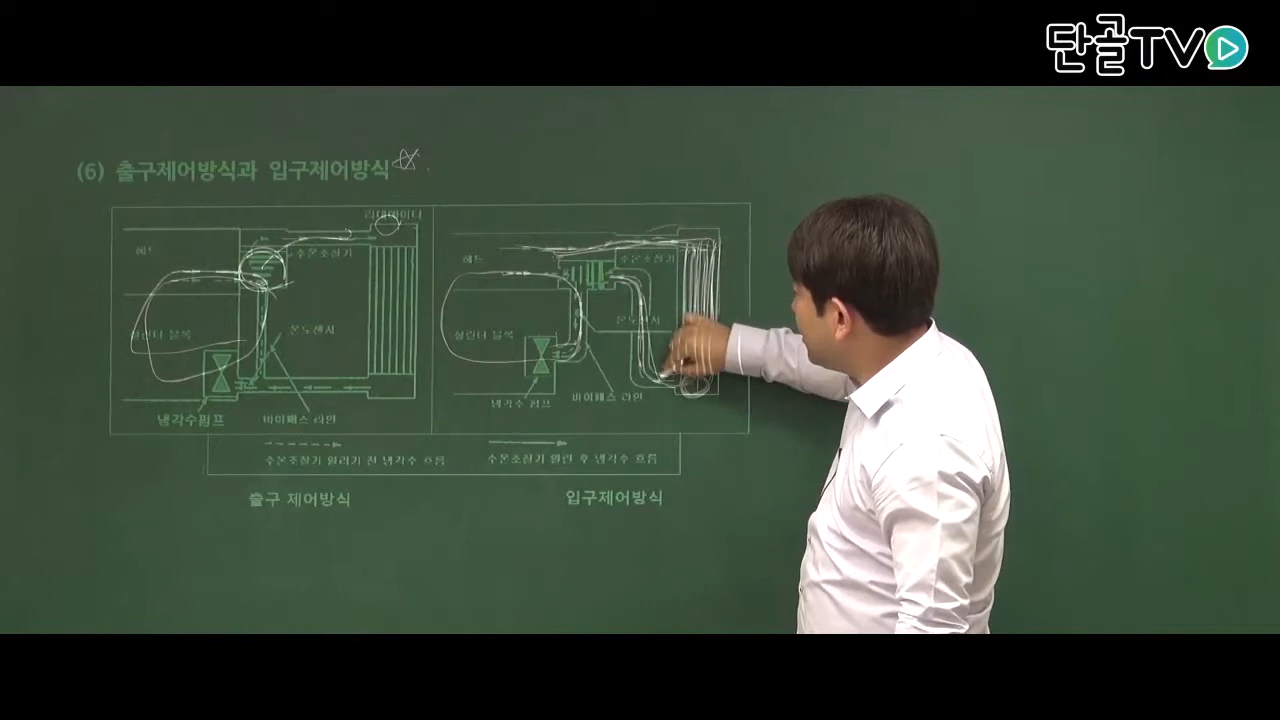 단골TV
(6) 출구제어방식과 입구제어방식
라데에이터
헤드
수온조절기
실린더 블록
온도센서
냉각수펌프
바이패스 라인
헤드
수온조절기
실린더 블록
온도센서
냉각수 펌프
바이패스 라인
수온조절기 열리기 전 냉각수 흐름
수온조절기 열린 후 냉각수 흐름
출구 제어방식
입구제어방식